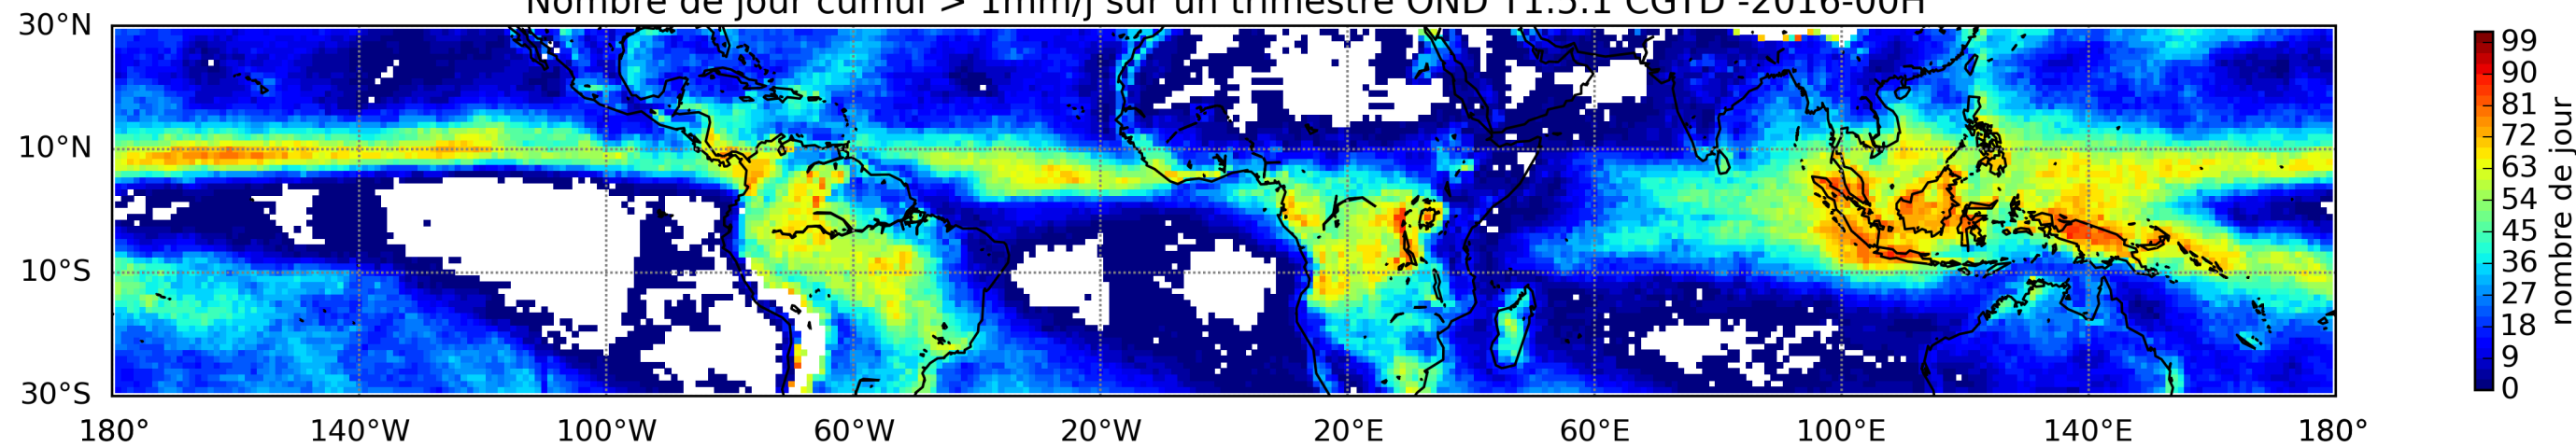 Nombre de jour cumul > 1mm/j sur un trimestre OND T1.5.1 CGTD -2016-00H
30°N
10°N
10°S
30°S
180° 140°W 100°W 60°W 20°W 20°E 60°E 100°E 140°E 180°
99
90
81
72
63
54
45
36
27
18
9
0
nombre de jour